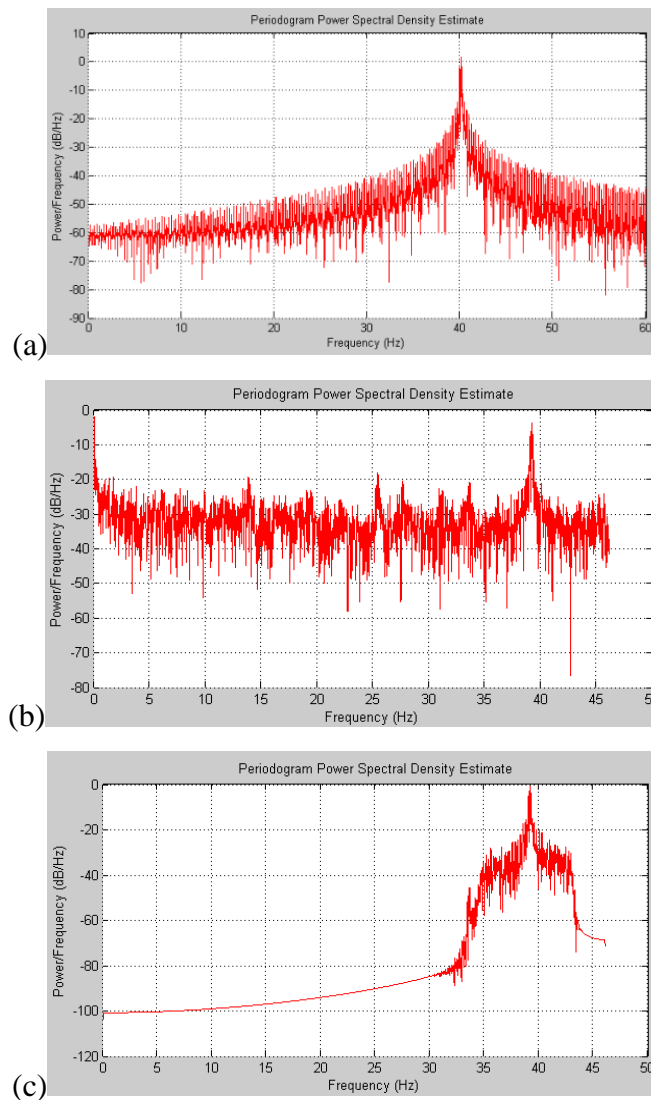 Periodogram Power Spectral Density Estimate
10
0
-10
-20
-30
-40
-50
-60
-70
-80
-90
Power/Frequency (dB/Hz)
0 10 20 30 40 50 60
Frequency (Hz)
(a)
Periodogram Power Spectral Density Estimate
0
-10
-20
-30
-40
-50
-60
-70
-80
Power/Frequency (dB/Hz)
0 5 10 15 20 25 30 35 40 45 5
Frequency (Hz)
(b)
Periodogram Power Spectral Density Estimate
0
-20
-40
-60
-80
-100
-120
Power/Frequency (dB/Hz)
0 5 10 15 20 25 30 35 40 45 50
Frequency (Hz)
(c)